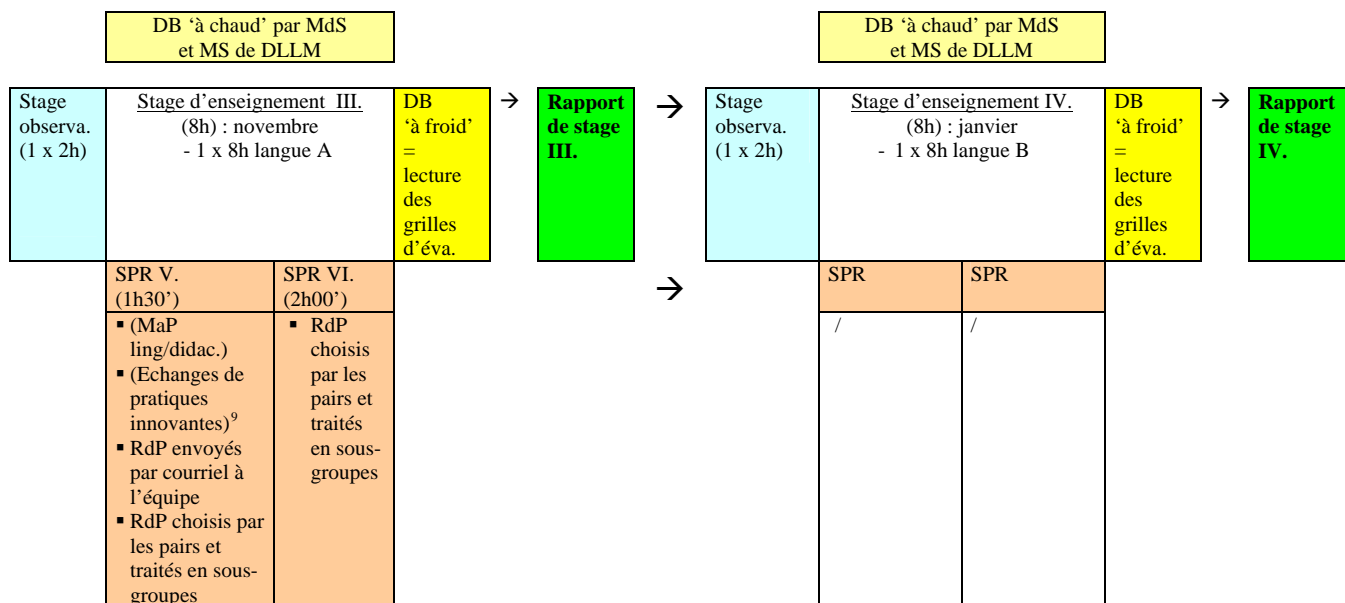 DB ‘à chaud’ par MdS
et MS de DLLM
Stage
observa.
(1 x 2h)
Stage d’enseignement III.
(8h) : novembre
- 1 x 8h langue A
DB
‘à froid’
=
lecture
des
grilles
d’éva.
→
Rapport
de stage
III.
SPR V.
(1h30’)
SPR VI.
(2h00’)
▪ (MaP
ling/didac.)
▪ (Echanges de
pratiques
innovantes)⁹
▪ RdP envoyés
par courriel à
l’équipe
▪ RdP choisis par
les pairs et
traités en sous-
groupes
▪ RdP
choisis
par les
pairs et
traités
en sous-
groupes
→
→
DB ‘à chaud’ par MdS
et MS de DLLM
Stage
observa.
(1 x 2h)
Stage d’enseignement IV.
(8h) : janvier
- 1 x 8h langue B
DB
‘à froid’
=
lecture
des
grilles
d’éva.
→
Rapport
de stage
IV.
SPR
SPR
/
/